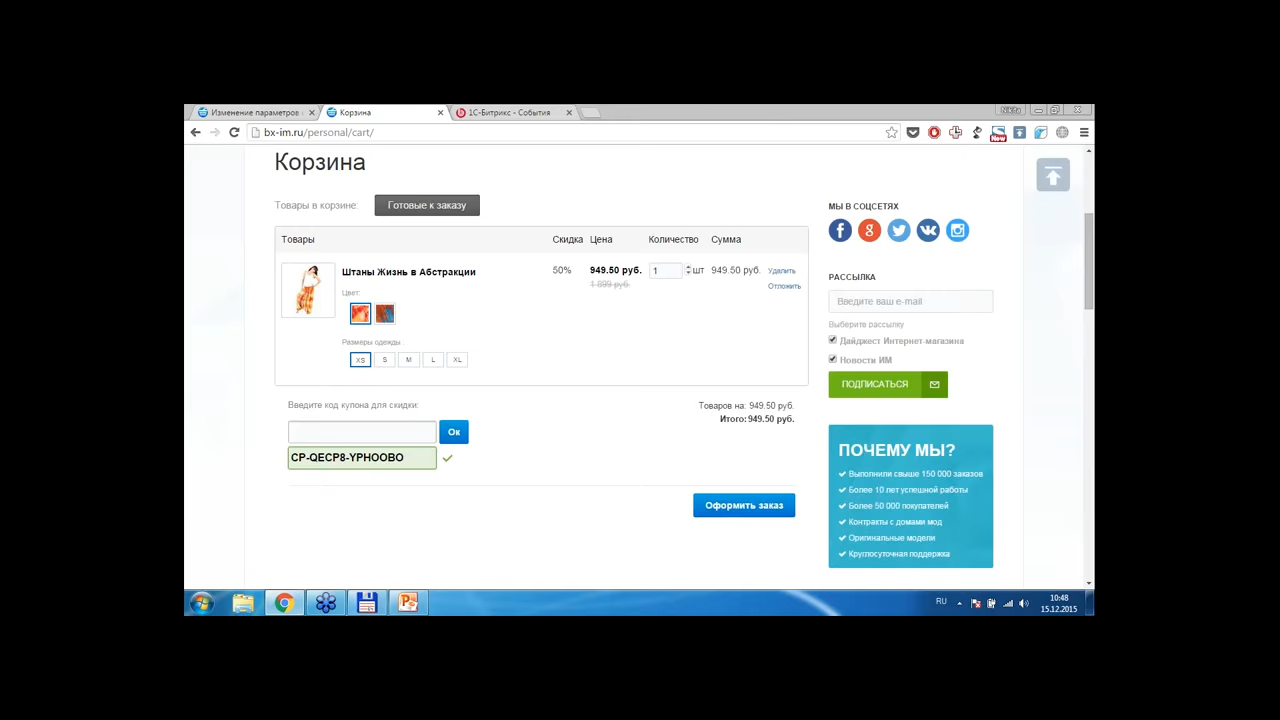 Изменение параметров
Корзина
1С-Битрикс - События
Nikita
bx-im.ru/personal/cart/
New
Корзина
Товары в корзине:
Готовые к заказу
Товары
Скидка
Цена
Количество
Сумма
Штаны Жизнь в Абстракции
50%
949.50 руб.
1 899 руб.
1
шт
949.50 руб.
Удалить
Отложить
Цвет:
Размеры одежды
XS
S
M
L
XL
Введите код купона для скидки:
Ок
CP-QECP8-YPHOOBO
Товаров на: 949.50 руб.
Итого: 949.50 руб.
Оформить заказ
МЫ В СОЦСЕТЯХ
РАССЫЛКА
Введите ваш e-mail
Выберите рассылку
Дайджест Интернет-магазина
Новости ИМ
ПОДПИСАТЬСЯ
ПОЧЕМУ МЫ?
Выполнили свыше 150 000 заказов
Более 10 лет успешной работы
Более 50 000 покупателей
Контракты с домами мод
Оригинальные модели
Круглосуточная поддержка
RU
10:48
15.12.2015